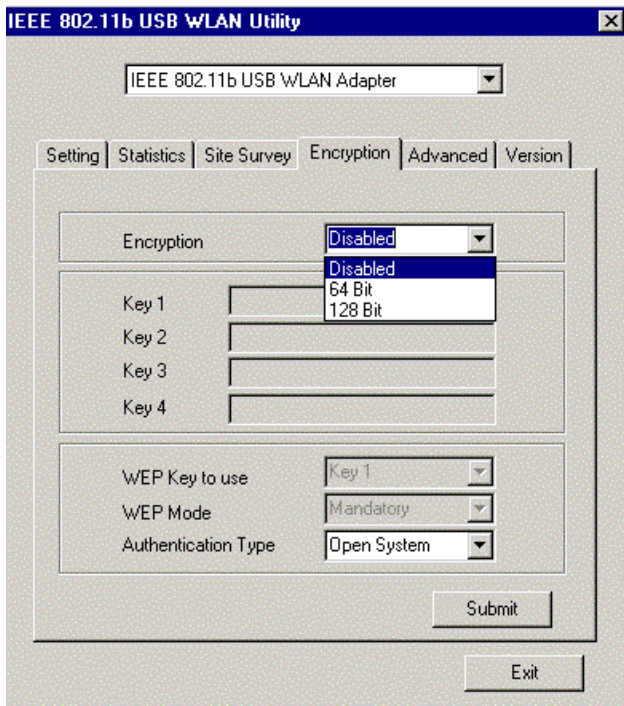 IEEE 802.11b USB WLAN Utility
IEEE 802.11b USB WLAN Adapter
Setting Statistics Site Survey Encryption Advanced Version
Encryption Disabled
Disabled
64 Bit
128 Bit
Key 1
Key 2
Key 3
Key 4
WEP Key to use Key 1
WEP Mode Mandatory
Authentication Type Open System
Submit
Exit